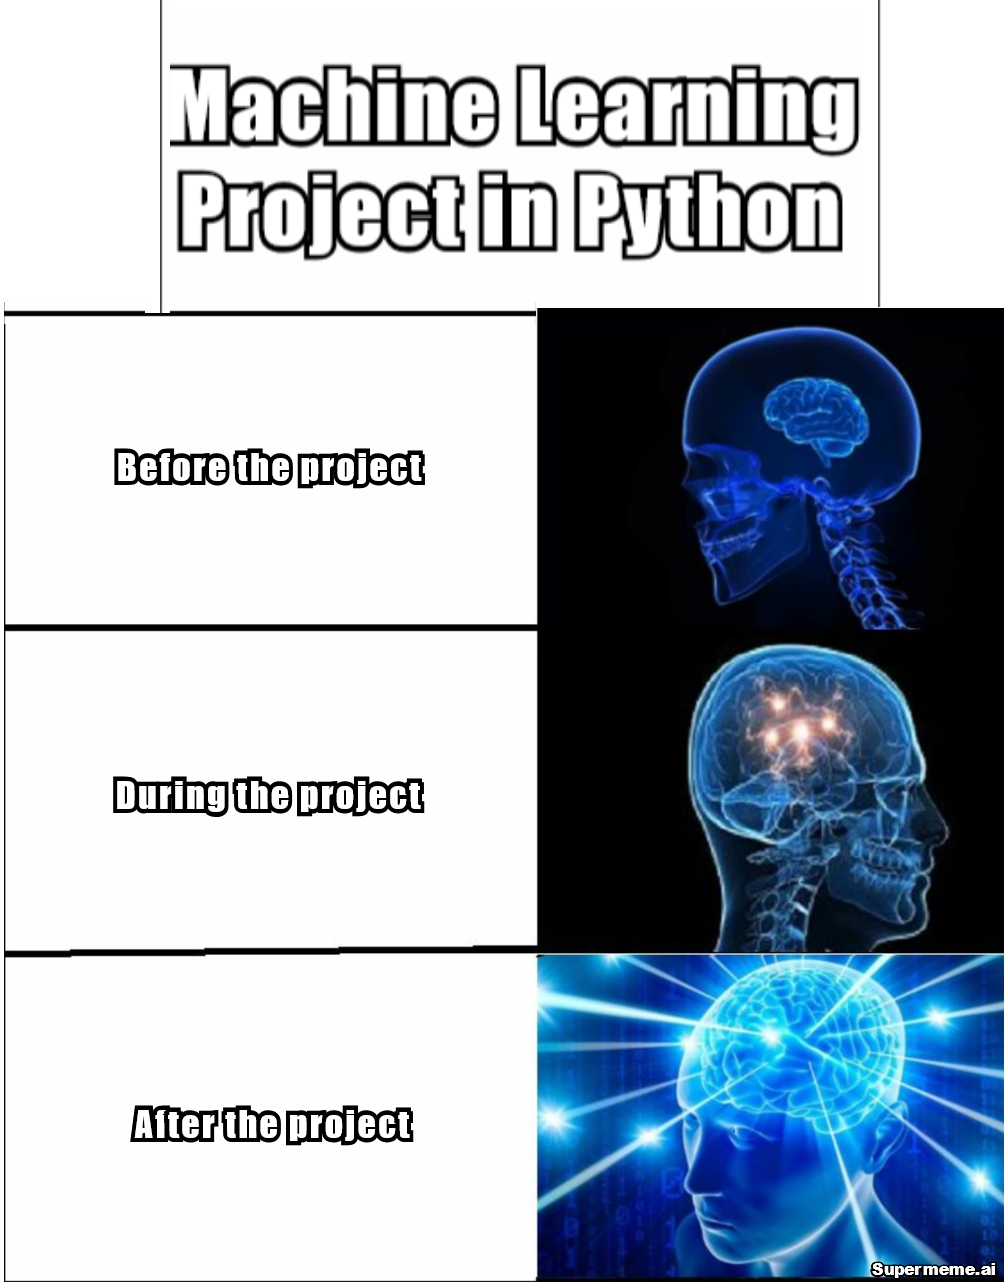 Machine Learning
Project in Python
Before the project
During the project
After the project
Supermeme.ai